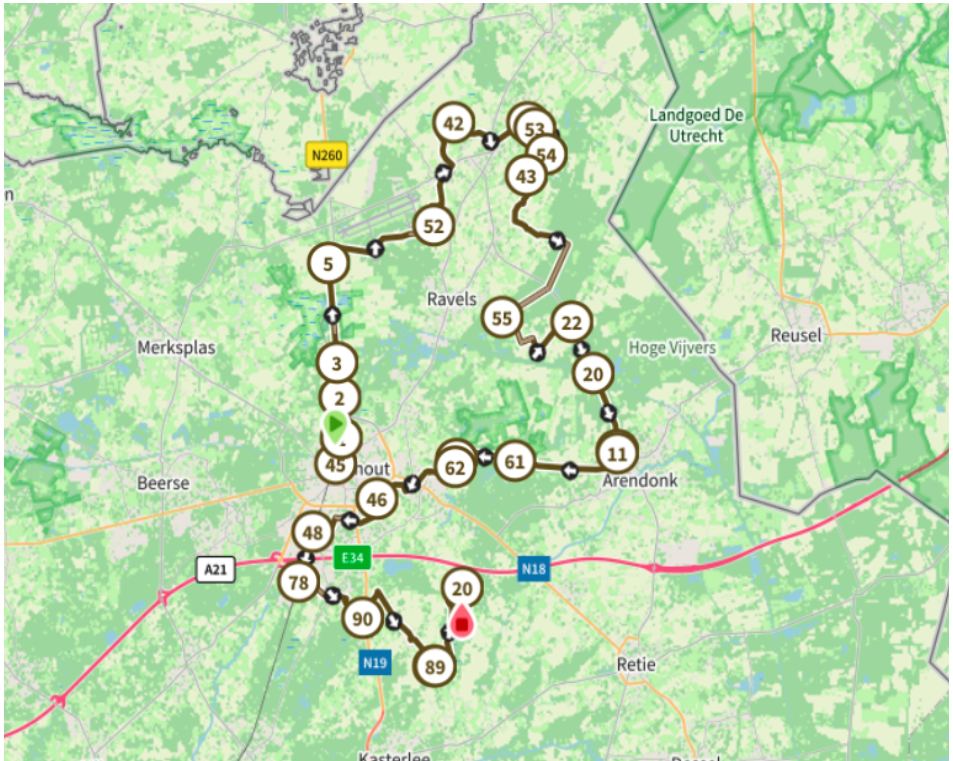 42
53
Landgoed De
Utrecht
N260
54
43
n
52
5
Ravels
55
22
Reusel
Merksplas
Hoge Vijvers
3
20
2
11
45
hout
62
61
Beerse
Arendonk
46
48
E34
A21
N18
78
20
90
N19
89
Retie
Kasterlee